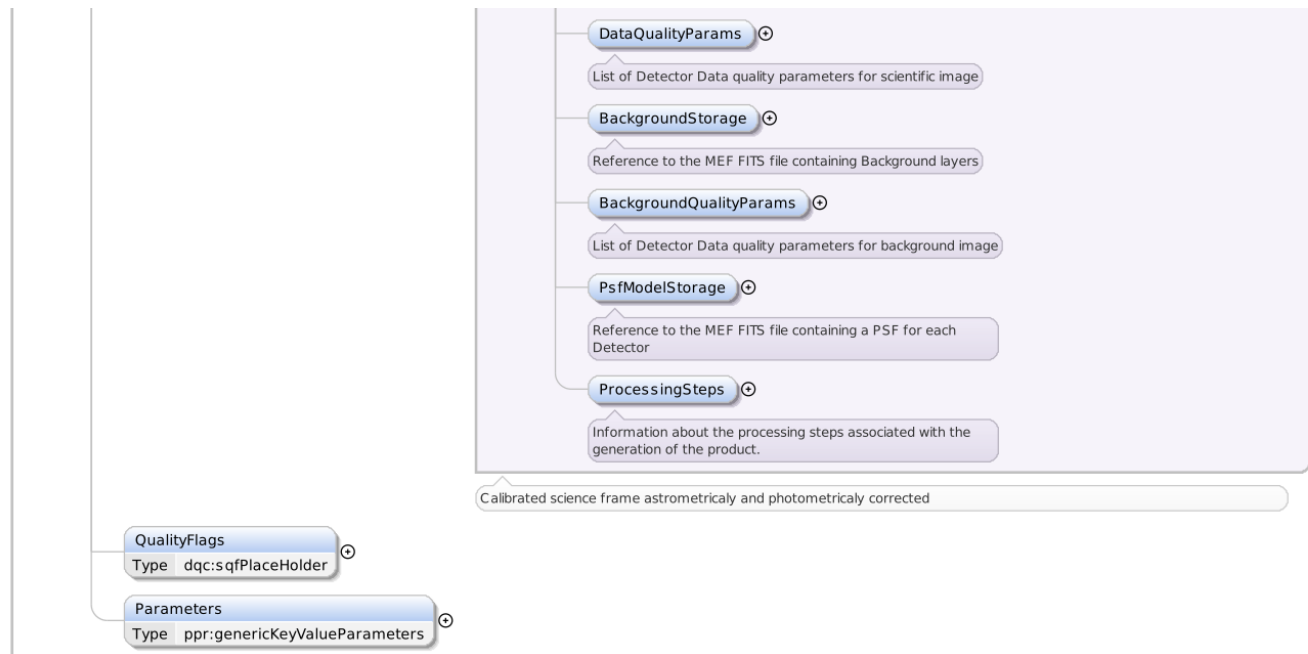 DataQualityParams
List of Detector Data quality parameters for scientific image
BackgroundStorage
Reference to the MEF FITS file containing Background layers
BackgroundQualityParams
List of Detector Data quality parameters for background image
PsfModelStorage
Reference to the MEF FITS file containing a PSF for each
Detector
ProcessingSteps
Information about the processing steps associated with the
generation of the product.
Calibrated science frame astrometricaly and photometricaly corrected
QualityFlags
Type dqc:sqfPlaceHolder
Parameters
Type ppr:genericKeyValueParameters